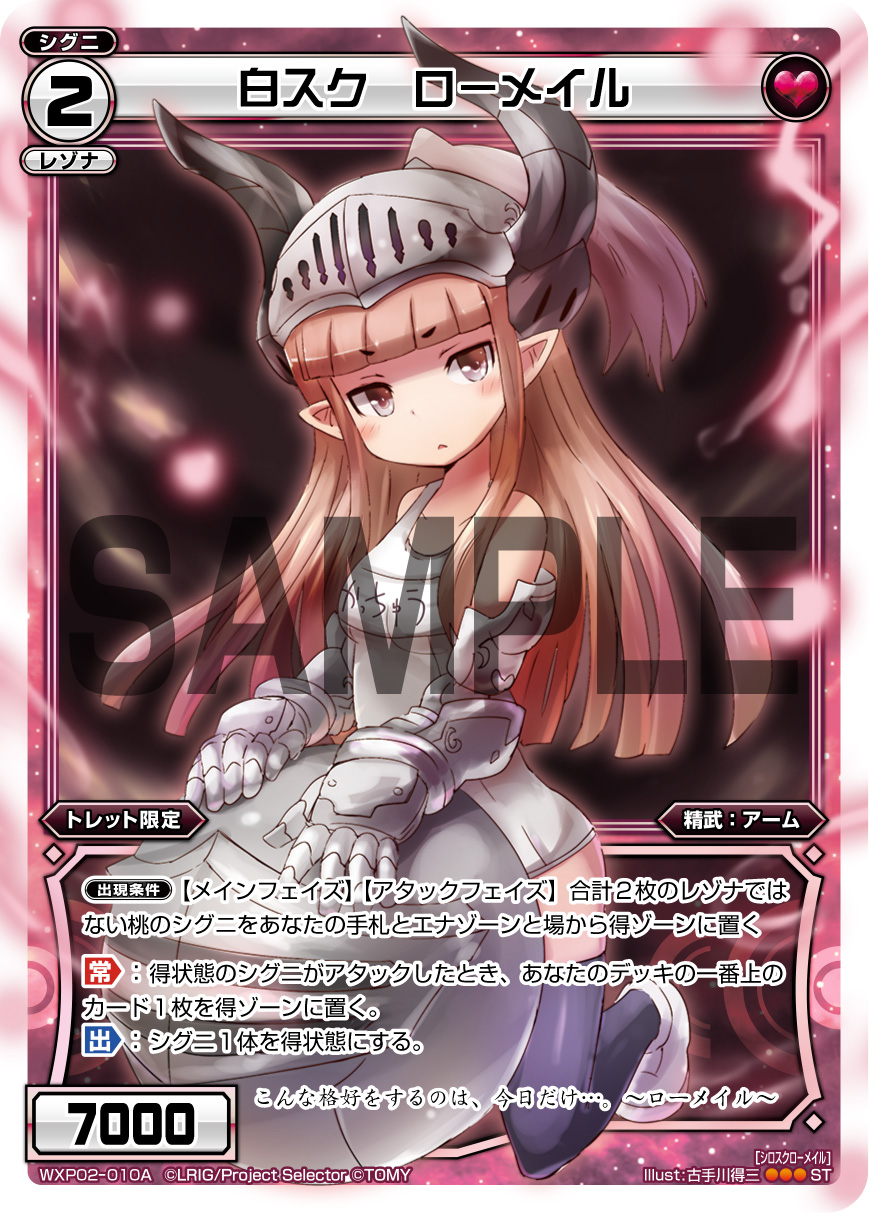 シグニ
2
白スク　ローメイル
レゾナ
SAMPLE
かっちゅう
トレット限定
精武：アーム
出現条件 【メインフェイズ】【アタックフェイズ】合計２枚のレゾナでは
ない桃のシグニをあなたの手札とエナゾーンと場から得ゾーンに置く
常：得状態のシグニがアタックしたとき、あなたのデッキの一番上の
カード１枚を得ゾーンに置く。
出：シグニ１体を得状態にする。
こんな格好をするのは、今日だけ…。～ローメイル～
7000
[シロスクローメイル]
WXP02-010A ©LRIG/Project Selector ©TOMY
Illust:古手川得三
ST